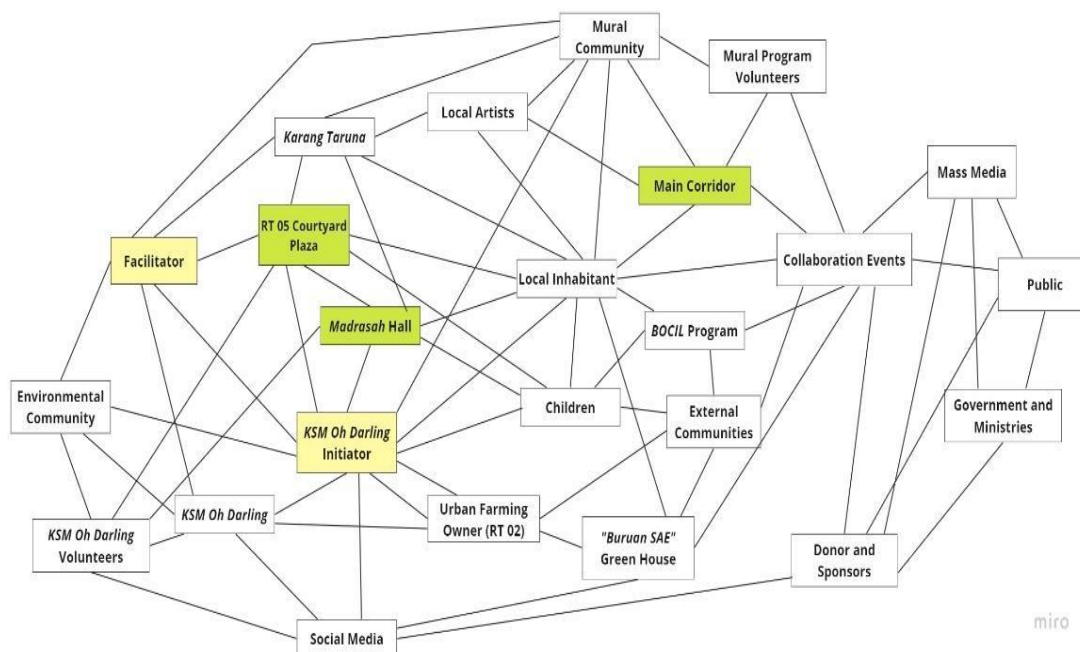 Mural
Community
Mural Program
Volunteers
Local Artists
Karang Taruna
Mass Media
Main Corridor
RT 05 Courtyard
Plaza
Facilitator
Local Inhabitant
Collaboration Events
Public
Madrasah Hall
BOCIL Program
Environmental
Community
Children
External
Communities
Government and
Ministries
KSM Oh Darling
Initiator
KSM Oh Darling
Urban Farming
Owner (RT 02)
KSM Oh Darling
Volunteers
"Buruan SAE"
Green House
Donor and
Sponsors
Social Media
miro